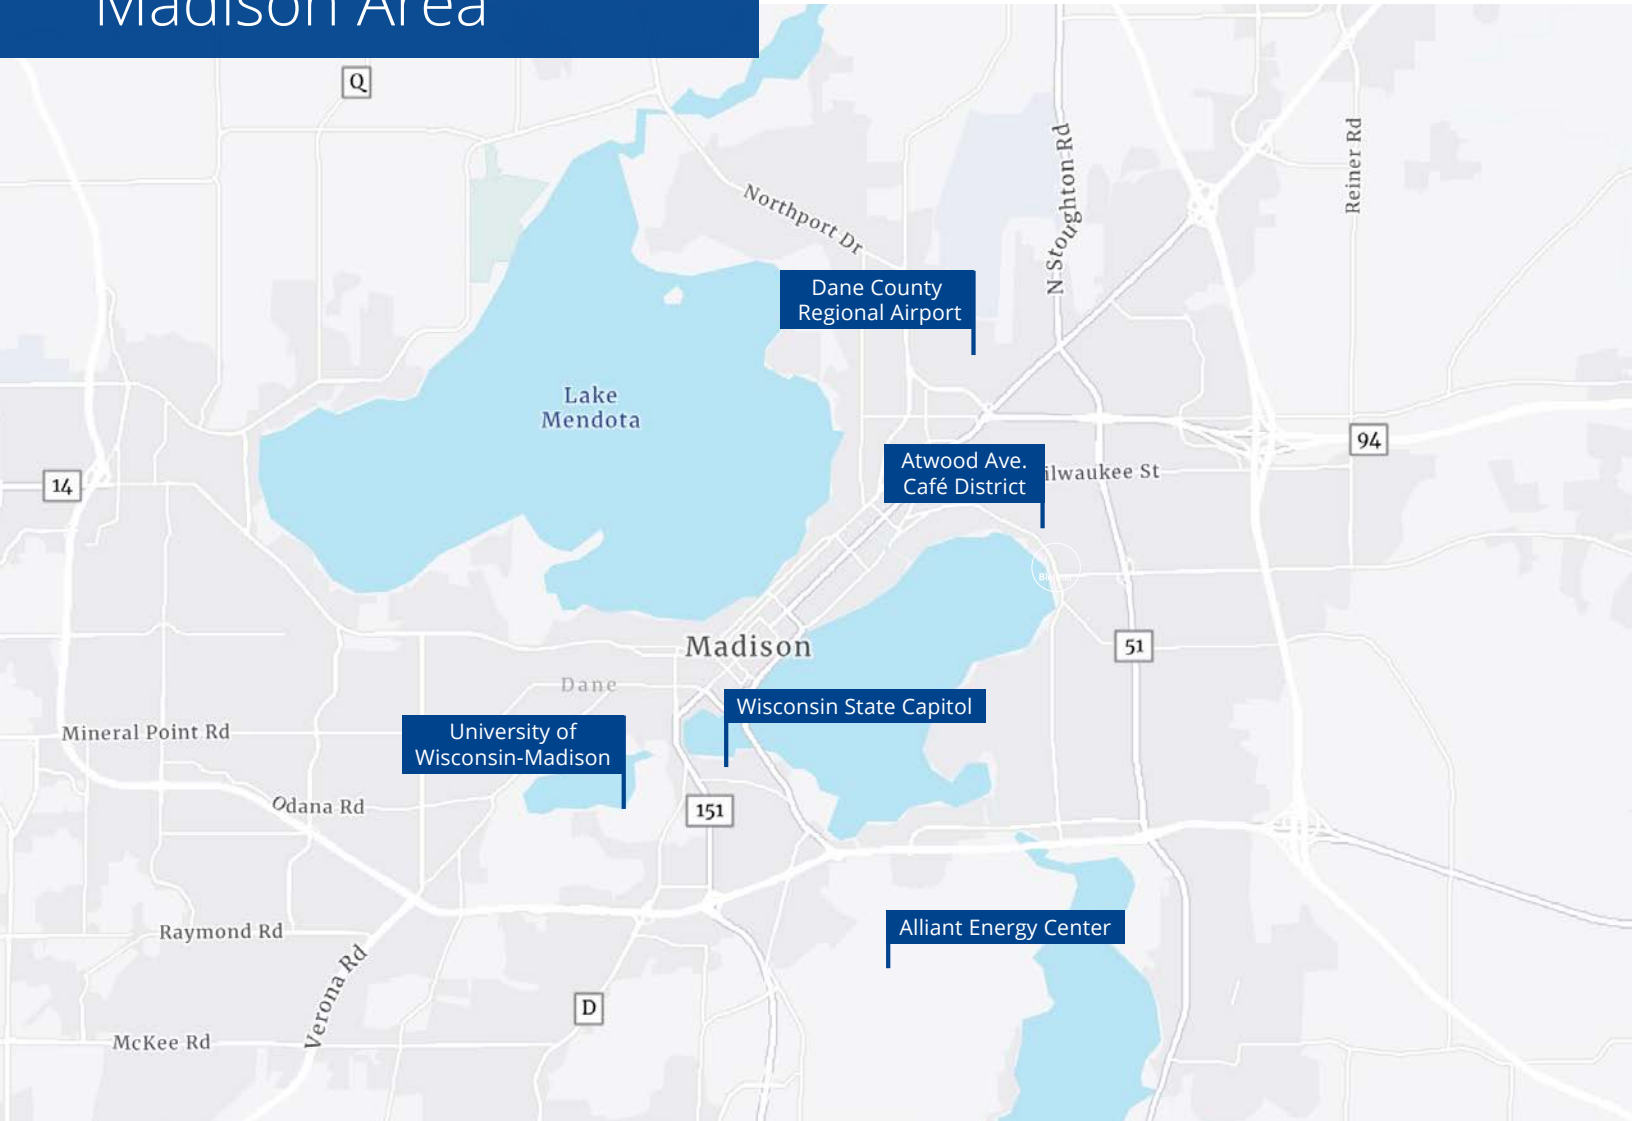 Madison Area
Q
Northport Dr
N Stoughton Rd
Reiner Rd
Dane County
Regional Airport
Lake
Mendota
94
Atwood Ave.
Café District
14
51
Madison
Dane
Wisconsin State Capitol
Mineral Point Rd
University of
Wisconsin-Madison
Odana Rd
151
Alliant Energy Center
Raymond Rd
Verona Rd
D
McKee Rd